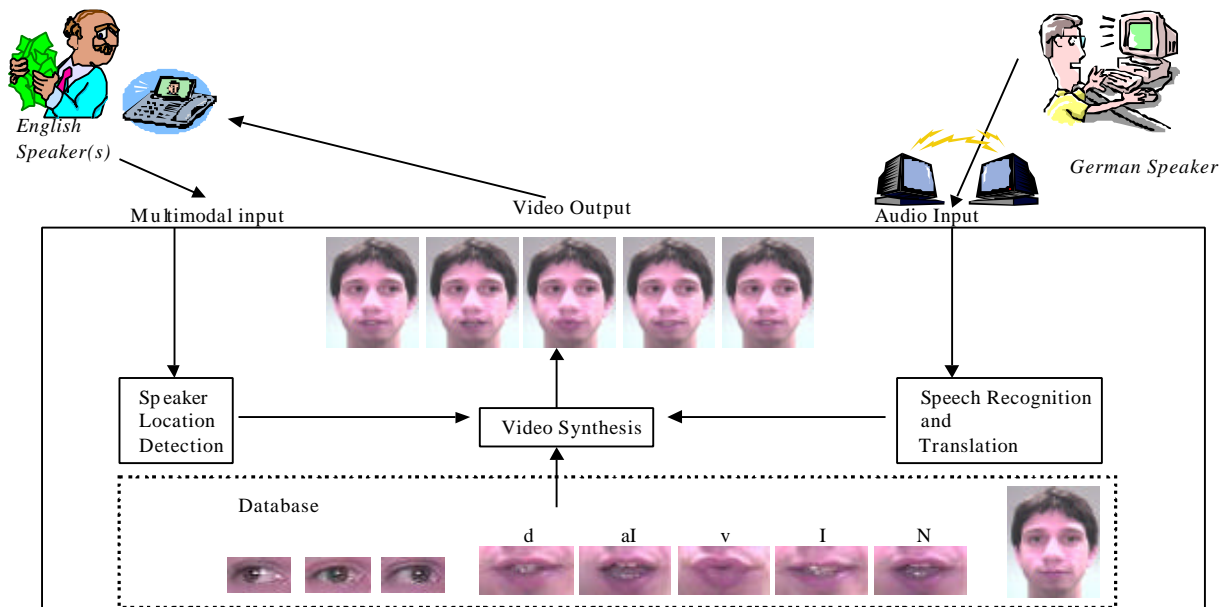 English
Speaker(s)
German Speaker
Multimodal input
Video Output
Audio Input
Speaker
Location
Detection
Video Synthesis
Speech Recognition
and
Translation
Database
d aI v I N